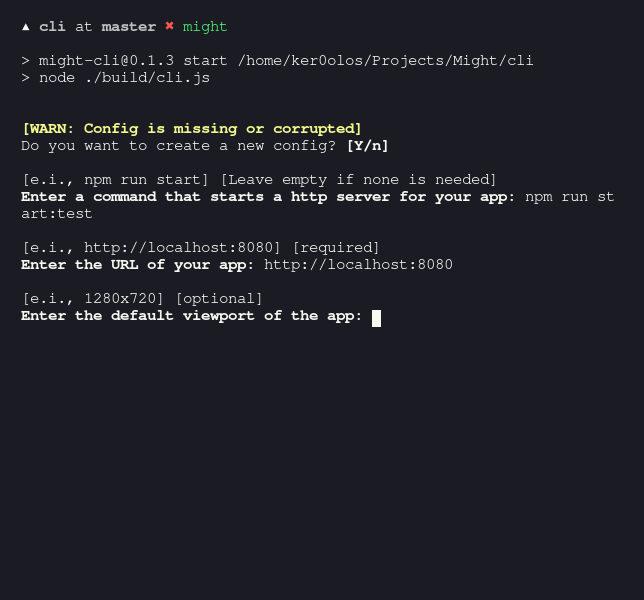 ▲ cli at master ✖ might
> might-cli@0.1.3 start /home/ker0olos/Projects/Might/cli
> node ./build/cli.js
[WARN: Config is missing or corrupted]
Do you want to create a new config? [Y/n]
[e.i., npm run start] [Leave empty if none is needed]
Enter a command that starts a http server for your app: npm run st
art:test
[e.i., http://localhost:8080] [required]
Enter the URL of your app: http://localhost:8080
[e.i., 1280x720] [optional]
Enter the default viewport of the app: